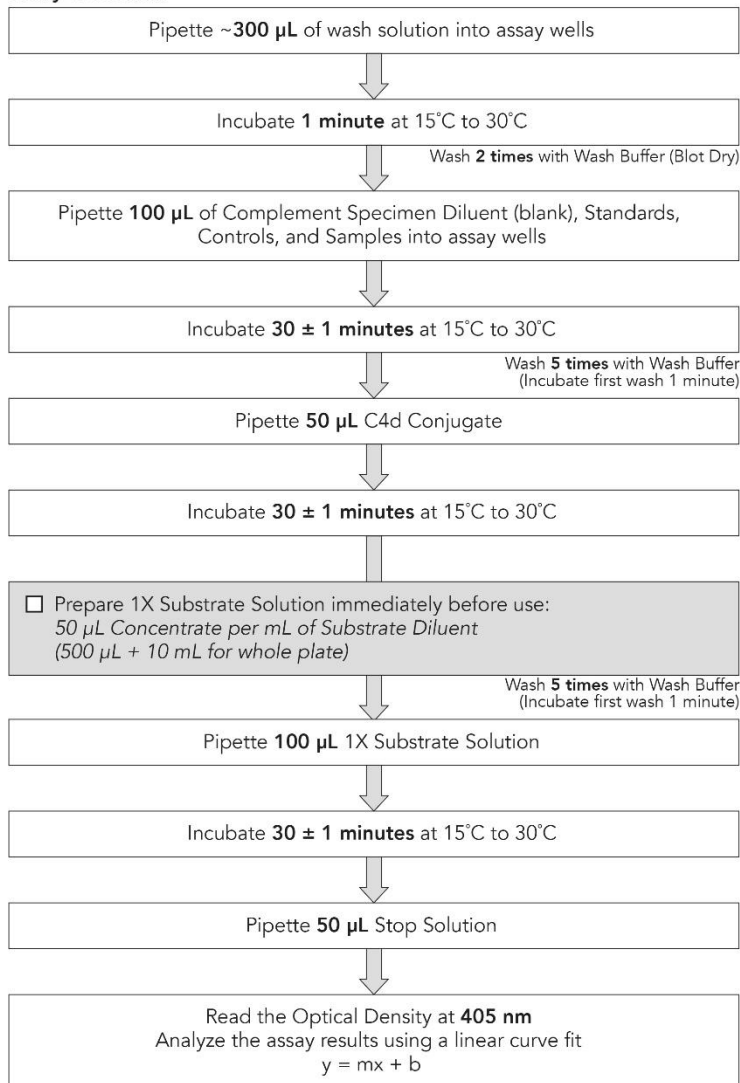 Pipette ~300 µL of wash solution into assay wells
Incubate 1 minute at 15˚C to 30˚C
Wash 2 times with Wash Buffer (Blot Dry)
Pipette 100 µL of Complement Specimen Diluent (blank), Standards,
Controls, and Samples into assay wells
Incubate 30 ± 1 minutes at 15˚C to 30˚C
Wash 5 times with Wash Buffer
(Incubate first wash 1 minute)
Pipette 50 µL C4d Conjugate
Incubate 30 ± 1 minutes at 15˚C to 30˚C
Prepare 1X Substrate Solution immediately before use:
50 µL Concentrate per mL of Substrate Diluent
(500 µL + 10 mL for whole plate)
Wash 5 times with Wash Buffer
(Incubate first wash 1 minute)
Pipette 100 µL 1X Substrate Solution
Incubate 30 ± 1 minutes at 15˚C to 30˚C
Pipette 50 µL Stop Solution
Read the Optical Density at 405 nm
Analyze the assay results using a linear curve fit
y = mx + b